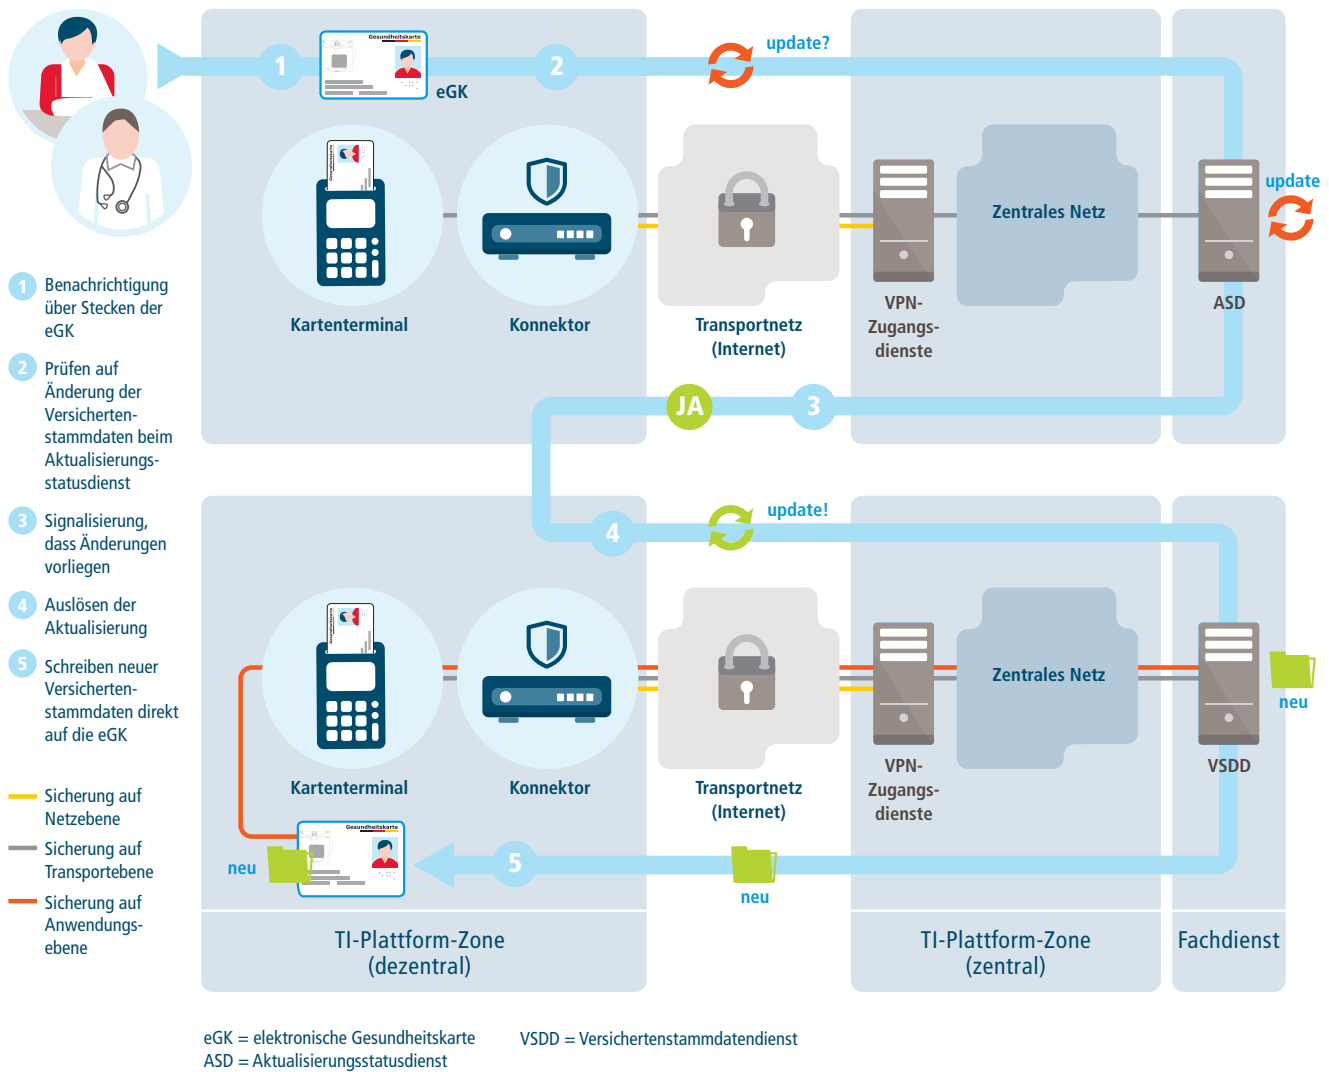 1
Gesundheitskarte
eGK
2
update?
Gesundheitskarte
Zentrales Netz
update
Kartenterminal
Konnektor
Transportnetz
(Internet)
VPN-
Zugangs-
dienste
ASD
JA
3
1 Benachrichtigung
über Stecken der
eGK
2 Prüfen auf
Änderung der
Versicherten-
stammdaten beim
Aktualisierungs-
statusdienst
3 Signalisierung,
dass Änderungen
vorliegen
4 Auslösen der
Aktualisierung
5 Schreiben neuer
Versicherten-
stammdaten direkt
auf die eGK
Sicherung auf
Netzebene
Sicherung auf
Transportebene
Sicherung auf
Anwendungs-
ebene
4
update!
Gesundheitskarte
Zentrales Netz
neu
Kartenterminal
Konnektor
Transportnetz
(Internet)
VPN-
Zugangs-
dienste
VSDD
Gesundheitskarte
neu
5
neu
TI-Plattform-Zone
(dezentral)
TI-Plattform-Zone
(zentral)
Fachdienst
eGK = elektronische Gesundheitskarte
ASD = Aktualisierungsstatusdienst
VSDD = Versichertenstammdatendienst